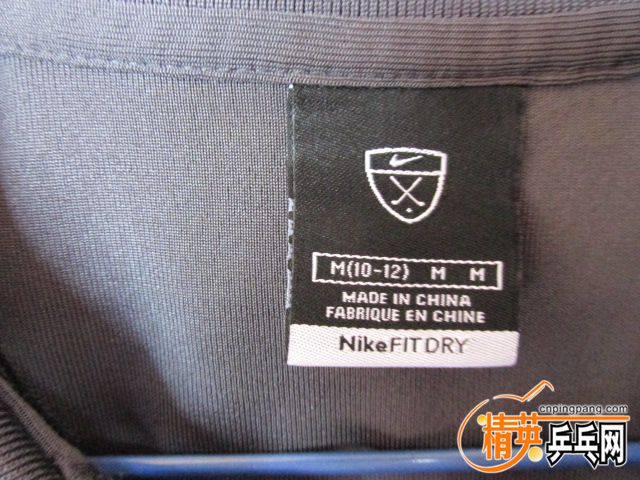 M(10-12) M M
MADE IN CHINA
FABRIQUE EN CHINE
NikeFITDRY
cnpingpang.com
精英乒乓网